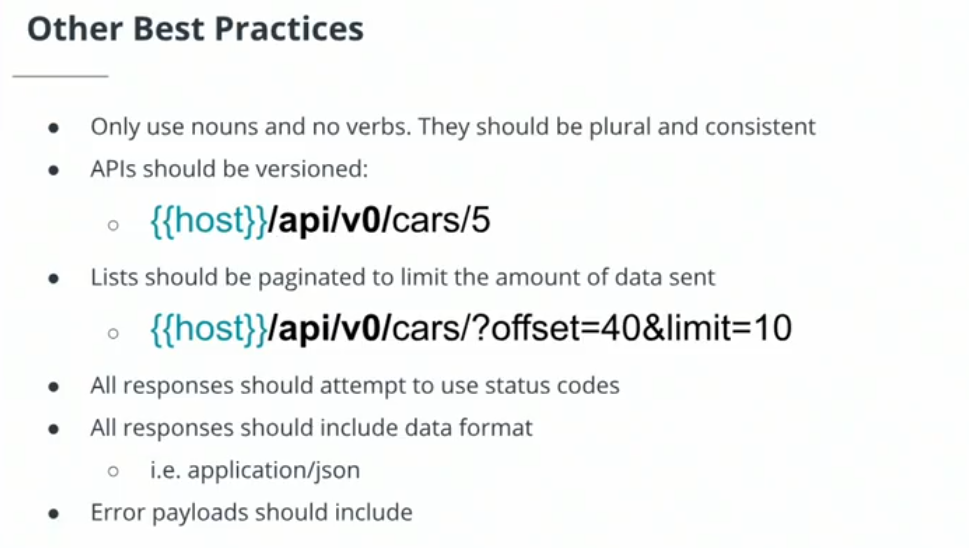 Other Best Practices
Only use nouns and no verbs. They should be plural and consistent
APIs should be versioned:
{{host}}/api/v0/cars/5
Lists should be paginated to limit the amount of data sent
{{host}}/api/v0/cars/?offset=40&limit=10
All responses should attempt to use status codes
All responses should include data format
i.e. application/json
Error payloads should include